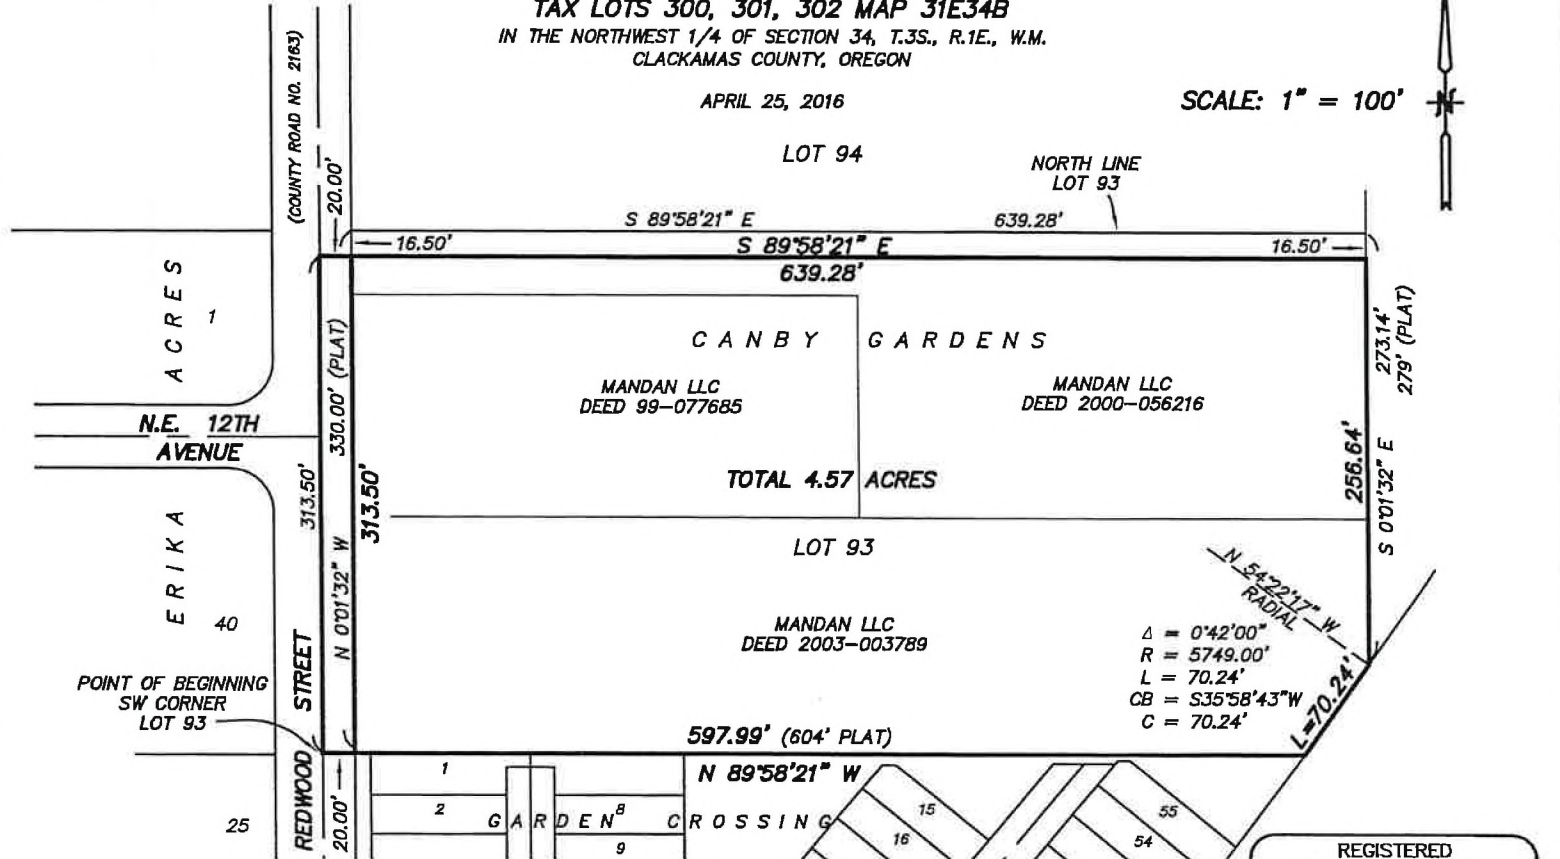 TAX LOTS 300, 301, 302 MAP 31E34B
IN THE NORTHWEST 1/4 OF SECTION 34, T.3S., R.1E., W.M.
CLACKAMAS COUNTY, OREGON
APRIL 25, 2016
SCALE: 1" = 100'
N
(COUNTY ROAD NO. 2163)
20.00'
LOT 94
NORTH LINE
LOT 93
S 89°58'21" E 639.28'
16.50'
S 89°58'21" E
16.50'
639.28'
ERIKA ACRES
1
CANBY GARDENS
MANDAN LLC
DEED 99-077685
MANDAN LLC
DEED 2000-056216
273.14'
279' (PLAT)
N.E. 12TH
AVENUE
330.00' (PLAT)
313.50'
313.50'
N 0°01'32" W
TOTAL 4.57 ACRES
256.64'
S 0°01'32" E
LOT 93
N 54°22'17" W
RADIAL
40
MANDAN LLC
DEED 2003-003789
Δ = 0°42'00"
R = 5749.00'
L = 70.24'
CB = S35°58'43"W
C = 70.24'
L=70.24'
POINT OF BEGINNING
SW CORNER
LOT 93
REDWOOD STREET
597.99' (604' PLAT)
N 89°58'21" W
20.00'
25
1
2
8
9
GARDEN CROSSING
15
16
55
54
REGISTERED